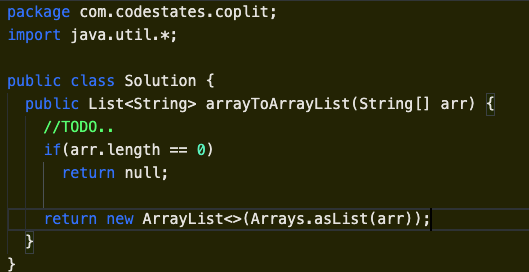 package com.codestates.coplit;
import java.util.*;

public class Solution {
  public List<String> arrayToArrayList(String[] arr) {
    //TODO..
    if(arr.length == 0)
      return null;

    return new ArrayList<>(Arrays.asList(arr));
  }
}